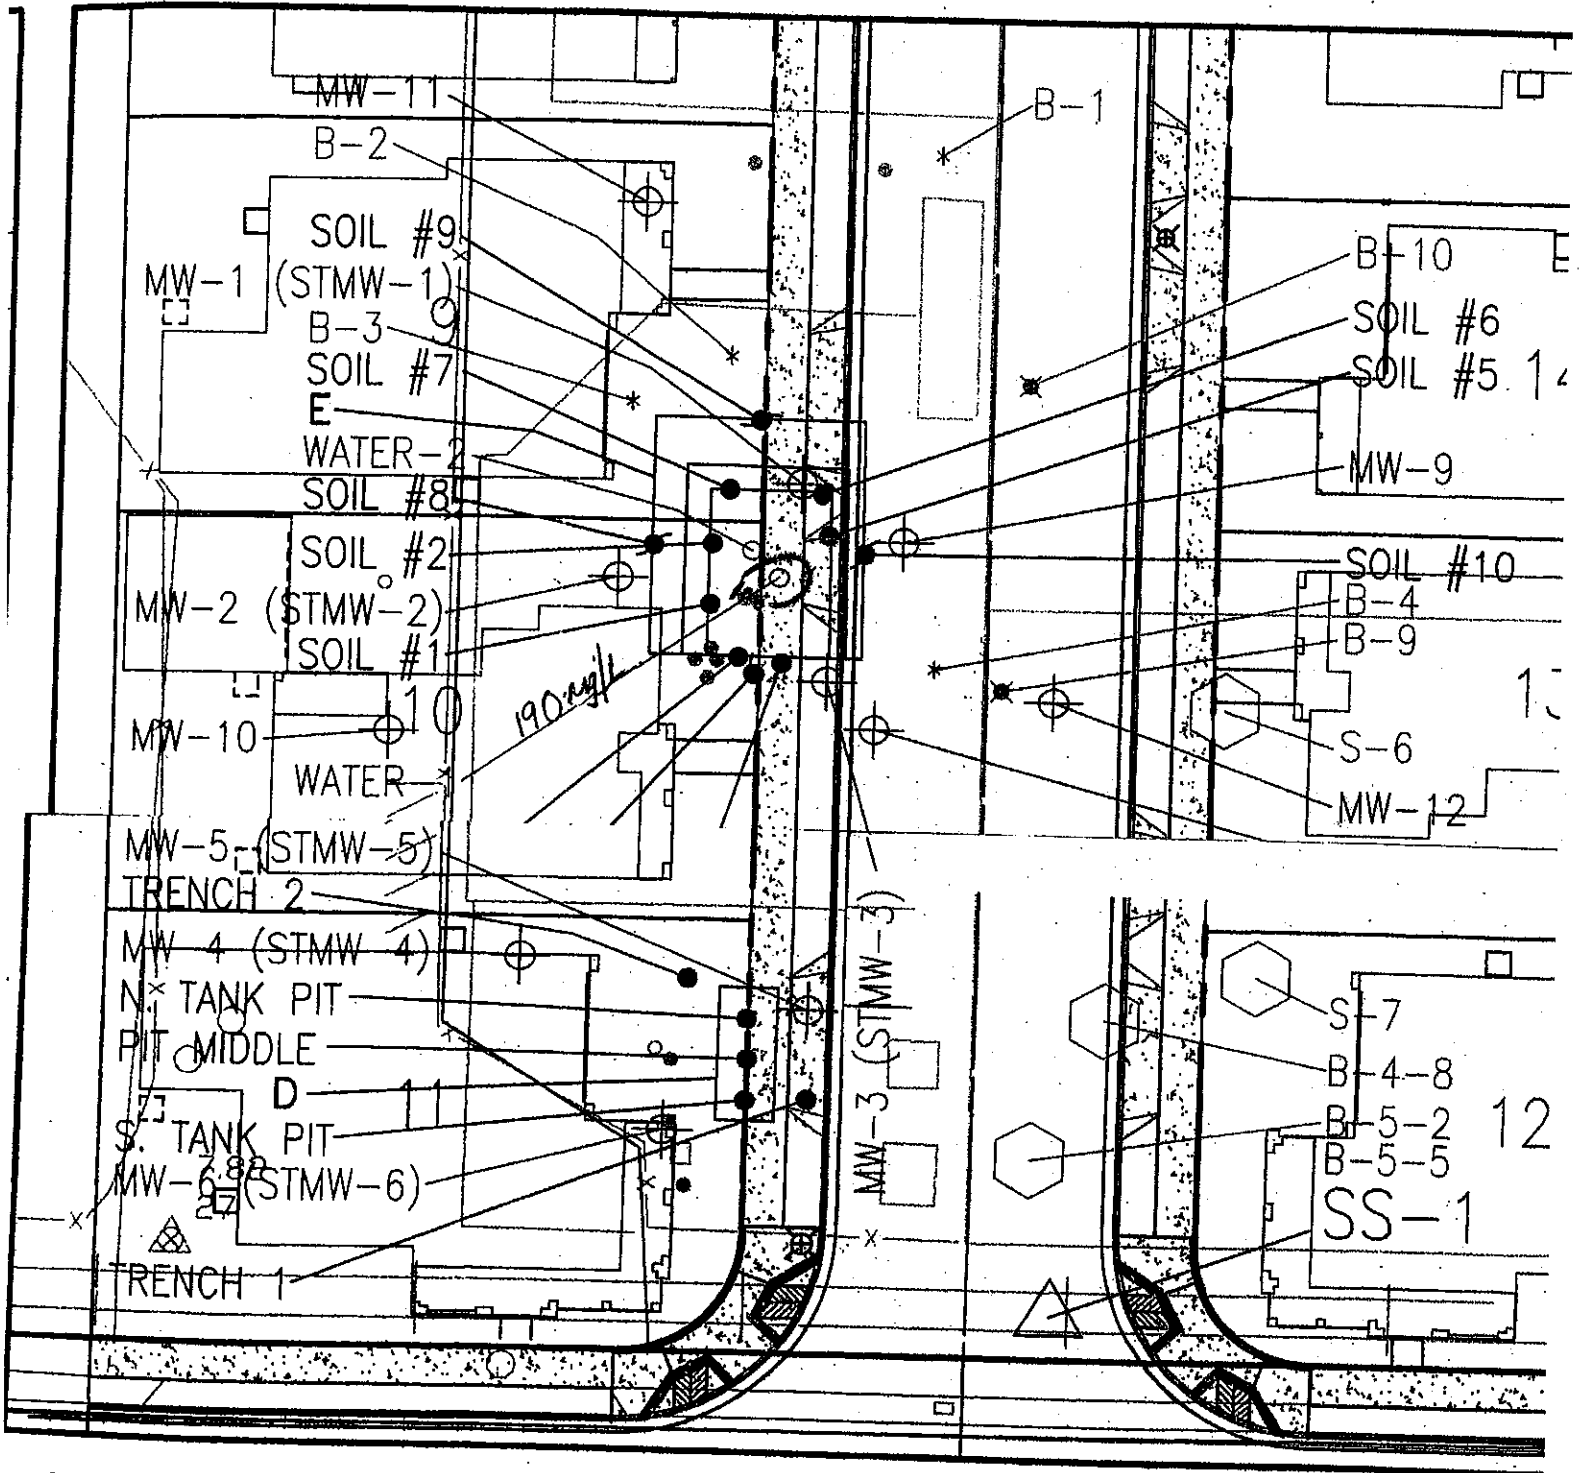 MW-11
B-2
SOIL #9
MW-1 (STMW-1)
B-3
9
SOIL #7
E
WATER-2
SOIL #8
SOIL #2
MW-2 (STMW-2)
SOIL #1
10
MW-10
190
WATER-1
MW-5 (STMW-5)
TRENCH 2
MW-4 (STMW-4)
N. TANK PIT
PIT MIDDLE
D
11
S. TANK PIT
MW-6 (STMW-6)
27
TRENCH 1
MW-3 (STMW-3)
B-1
B-10
SOIL #6
SOIL #5
14
MW-9
SOIL #10
B-4
B-9
S-6
MW-12
S-7
B-4-8
B-5-2
12
B-5-5
SS-1